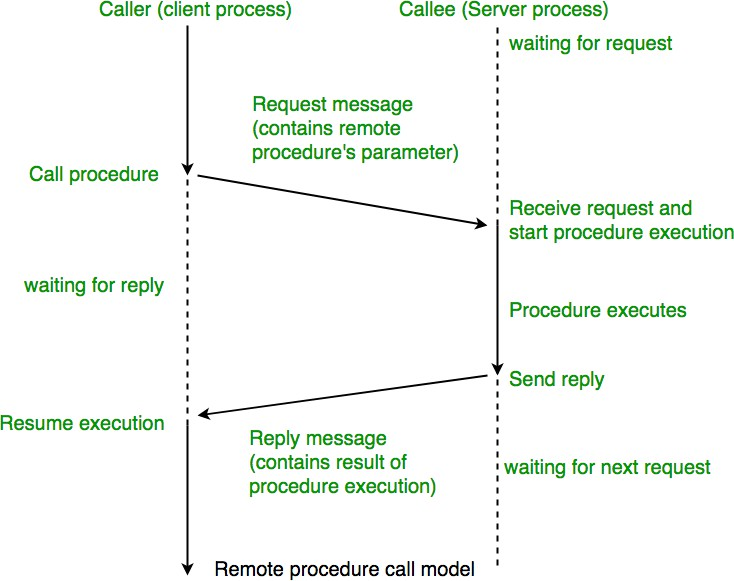 Caller (client process)
Callee (Server process)
waiting for request
Request message
(contains remote
procedure's parameter)
Call procedure
Receive request and
start procedure execution
waiting for reply
Procedure executes
Send reply
Resume execution
Reply message
(contains result of
procedure execution)
waiting for next request
Remote procedure call model